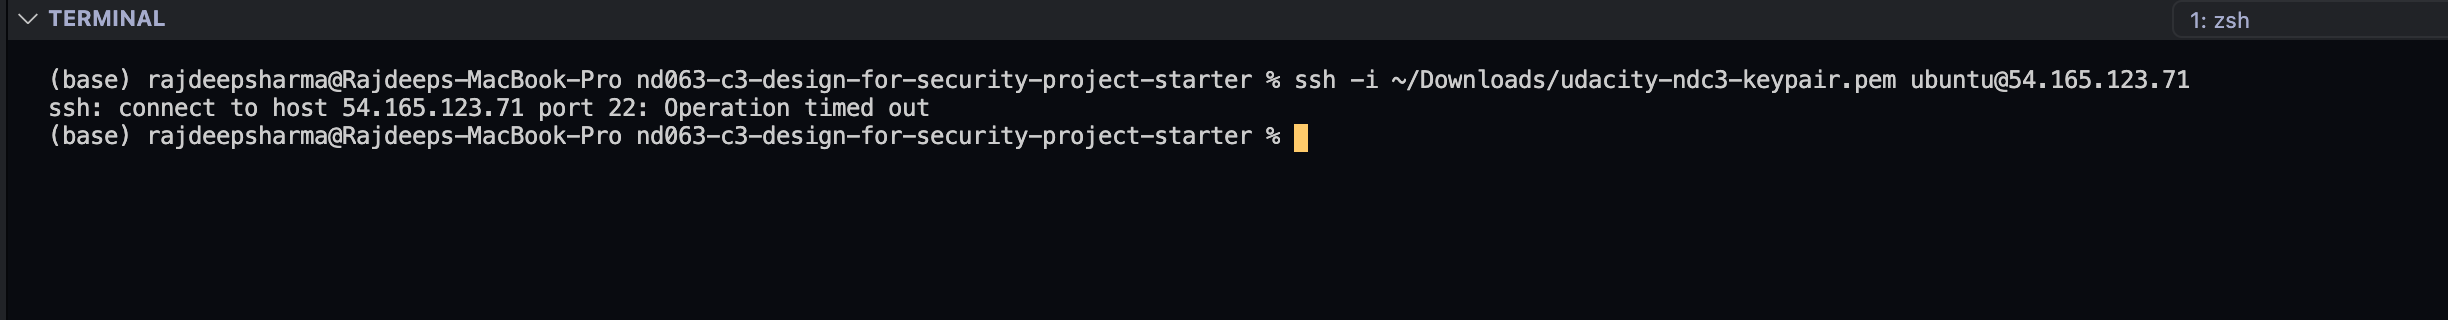 TERMINAL
1: zsh
(base) rajdeepsharma@Rajdeeps-MacBook-Pro nd063-c3-design-for-security-project-starter % ssh -i ~/Downloads/udacity-ndc3-keypair.pem ubuntu@54.165.123.71
ssh: connect to host 54.165.123.71 port 22: Operation timed out
(base) rajdeepsharma@Rajdeeps-MacBook-Pro nd063-c3-design-for-security-project-starter %